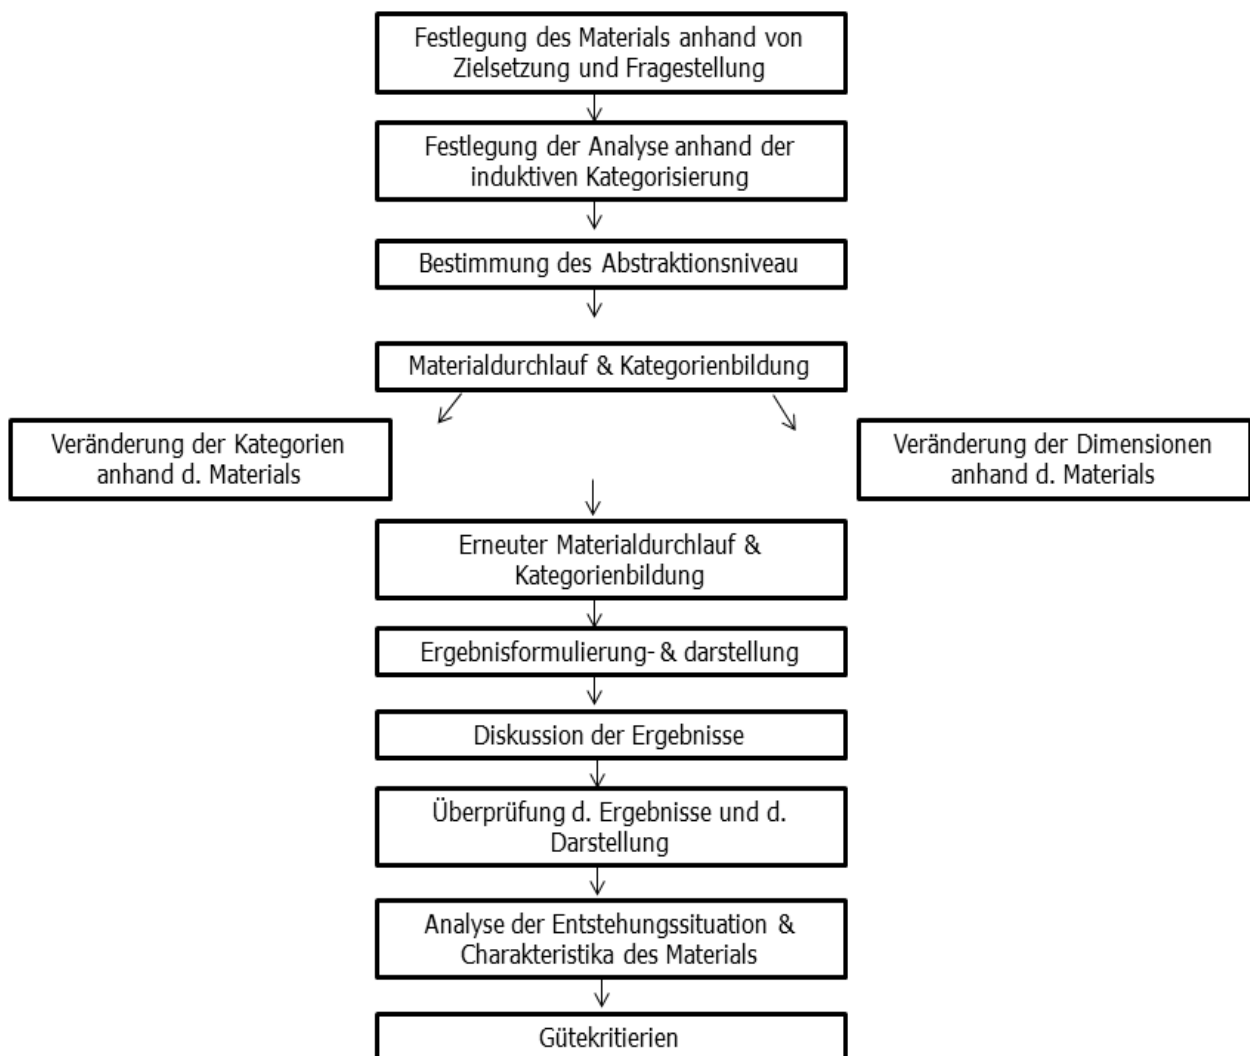 Festlegung des Materials anhand von
Zielsetzung und Fragestellung
Festlegung der Analyse anhand der
induktiven Kategorisierung
Bestimmung des Abstraktionsniveau
Materialdurchlauf & Kategorienbildung
Veränderung der Kategorien
anhand d. Materials
Veränderung der Dimensionen
anhand d. Materials
Erneuter Materialdurchlauf &
Kategorienbildung
Ergebnisformulierung- & darstellung
Diskussion der Ergebnisse
Überprüfung d. Ergebnisse und d.
Darstellung
Analyse der Entstehungssituation &
Charakteristika des Materials
Gütekritierien